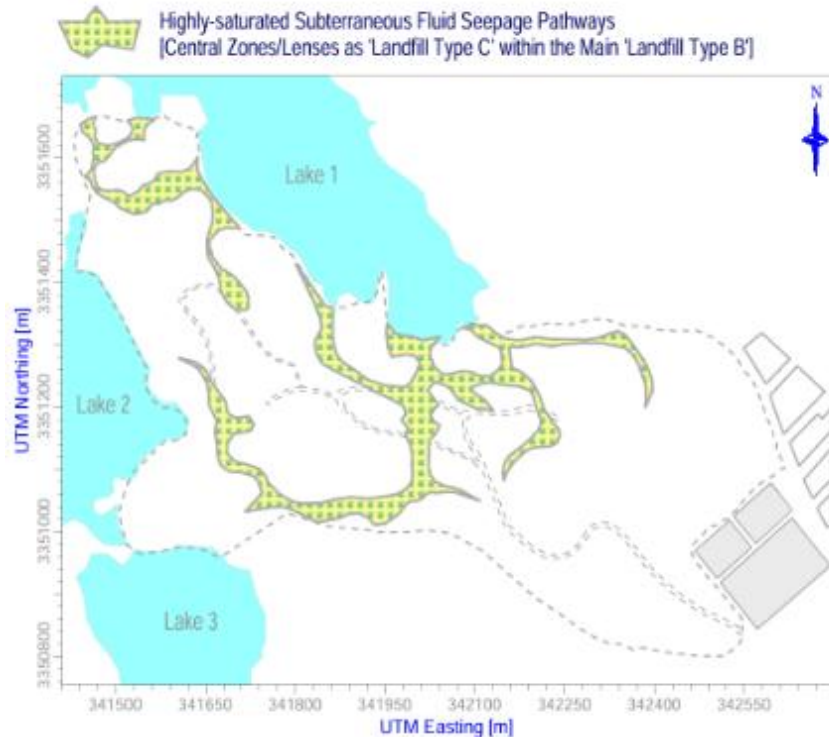 Highly-saturated Subterraneous Fluid Seepage Pathways
[Central Zones/Lenses as 'Landfill Type C' within the Main 'Landfill Type B']
N
Lake 1
Lake 2
Lake 3
3351600
3351400
3351200
3351000
3350800
UTM Northing [m]
341500 341650 341800 341950 342100 342250 342400 342550
UTM Easting [m]